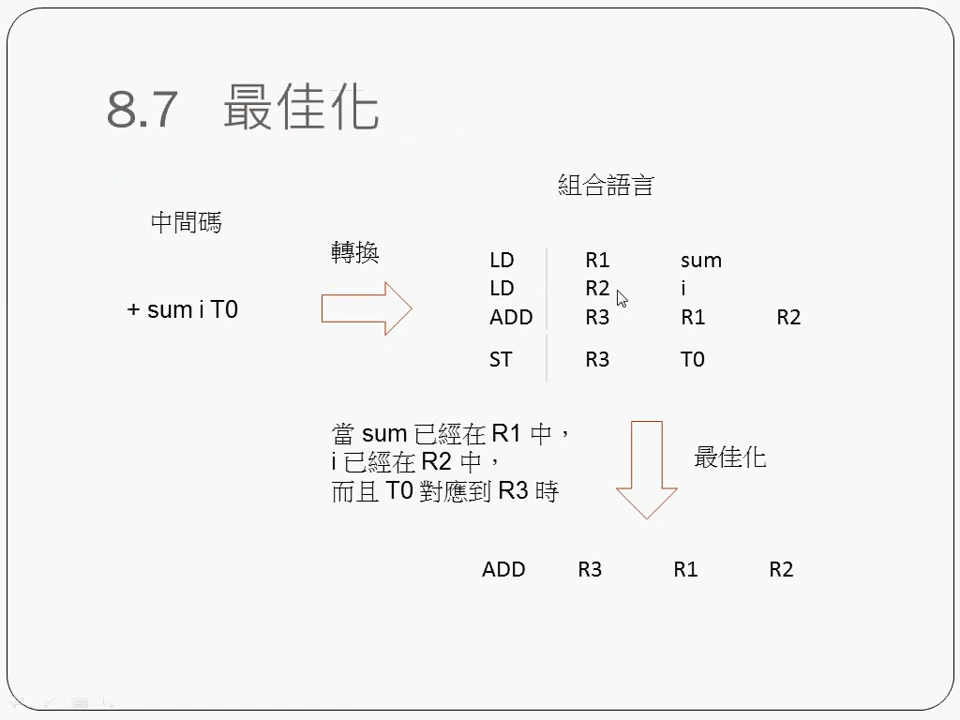 8.7 最佳化
組合語言
中間碼
轉換
+ sum i T0
LD R1 sum
LD R2 i
ADD R3 R1 R2
ST R3 T0
當 sum 已經在 R1 中，
i 已經在 R2 中，
而且 T0 對應到 R3 時
最佳化
ADD R3 R1 R2